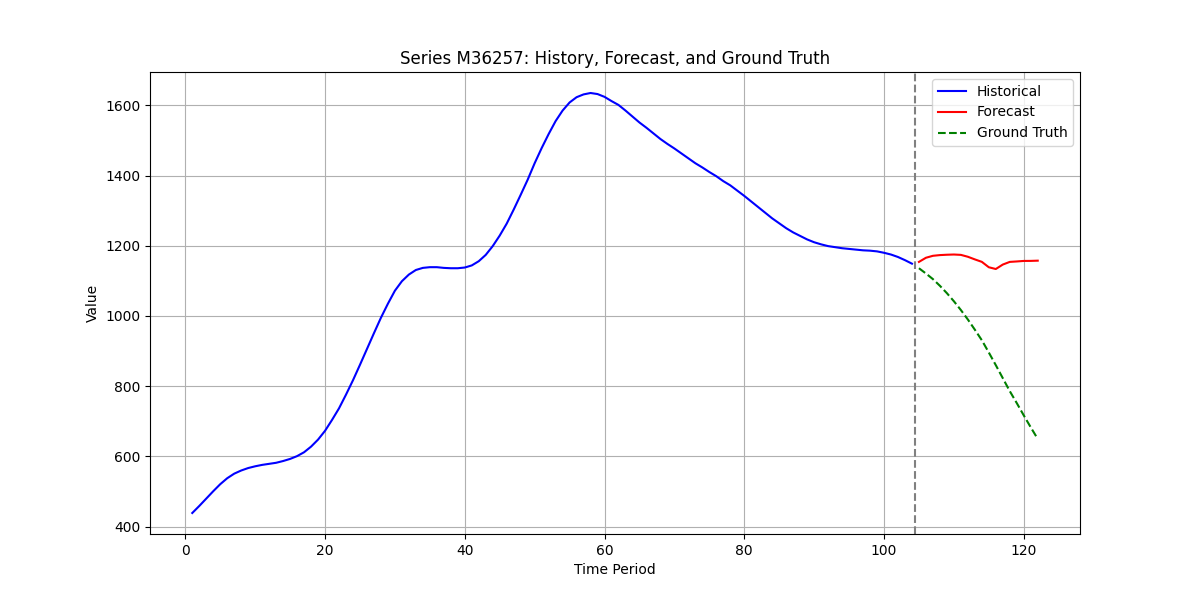 Series M36257: History, Forecast, and Ground Truth
Historical
Forecast
Ground Truth
Value
1600
1400
1200
1000
800
600
400
0 20 40 60 80 100 120
Time Period